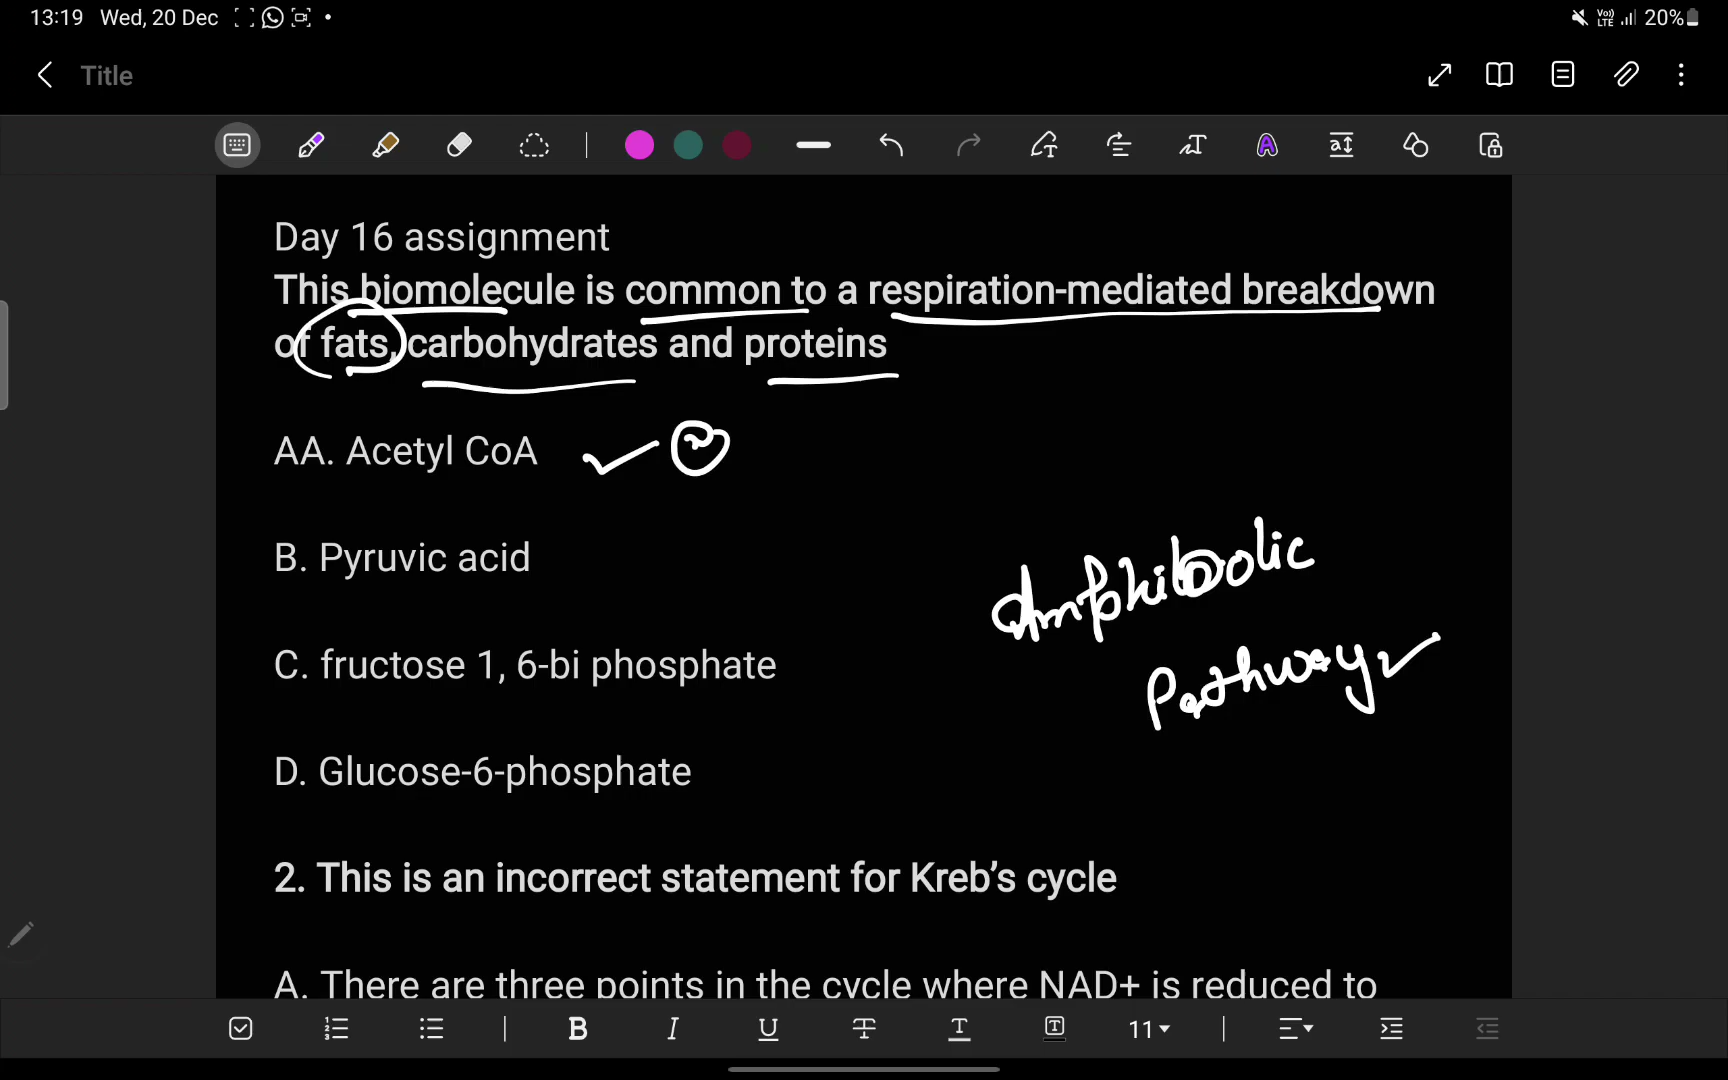 13:19 Wed, 20 Dec
Vo)) LTE 20%
Title
Day 16 assignment
This biomolecule is common to a respiration-mediated breakdown
of fats, carbohydrates and proteins
AA. Acetyl CoA
B. Pyruvic acid
Amphibolic
C. fructose 1, 6-bi phosphate
Pathway
D. Glucose-6-phosphate
2. This is an incorrect statement for Kreb’s cycle
A. There are three points in the cycle where NAD+ is reduced to
B I U T T T 11